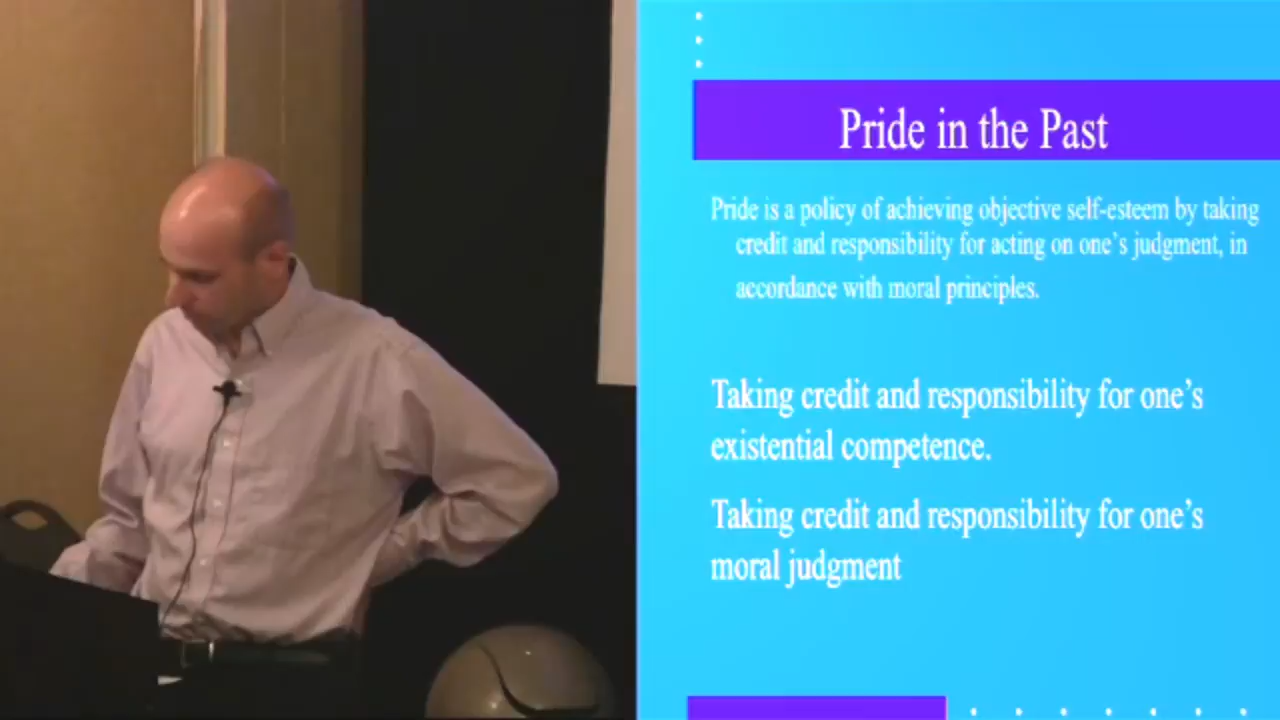 Pride in the Past
Pride is a policy of achieving objective self-esteem by taking
credit and responsibility for acting on one's judgment, in
accordance with moral principles.
Taking credit and responsibility for one's
existential competence.
Taking credit and responsibility for one's
moral judgment